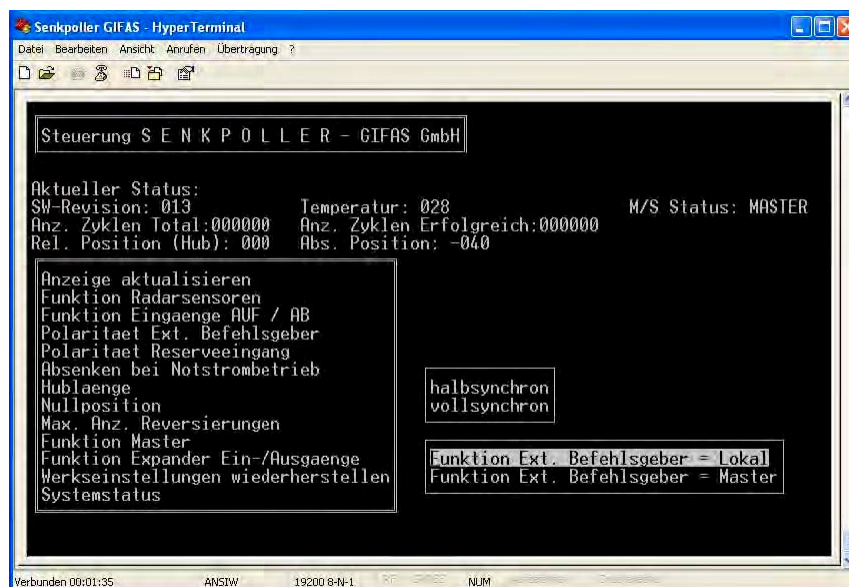 Senkpoller GIFAS - HyperTerminal
Datei Bearbeiten Ansicht Anrufen Übertragung ?
Steuerung S E N K P O L L E R - GIFAS GmbH
Aktueller Status:
SW-Revision: 013 Temperatur: 028 M/S Status: MASTER
Anz. Zyklen Total:000000 Anz. Zyklen Erfolgreich:000000
Rel. Position (Hub): 000 Abs. Position: -040
Anzeige aktualisieren
Funktion Radarsensoren
Funktion Eingaenge AUF / AB
Polaritaet Ext. Befehlsgeber
Polaritaet Reserveeingang
Absenken bei Notstrombetrieb
Hublaenge
Nullposition
Max. Anz. Reversierungen
Funktion Master
Funktion Expander Ein-/Ausgaenge
Werkseinstellungen wiederherstellen
Systemstatus
halbsynchron
vollsynchron
Funktion Ext. Befehlsgeber = Lokal
Funktion Ext. Befehlsgeber = Master
Verbunden 00:01:35 ANSIW 19200 8-N-1 NUM